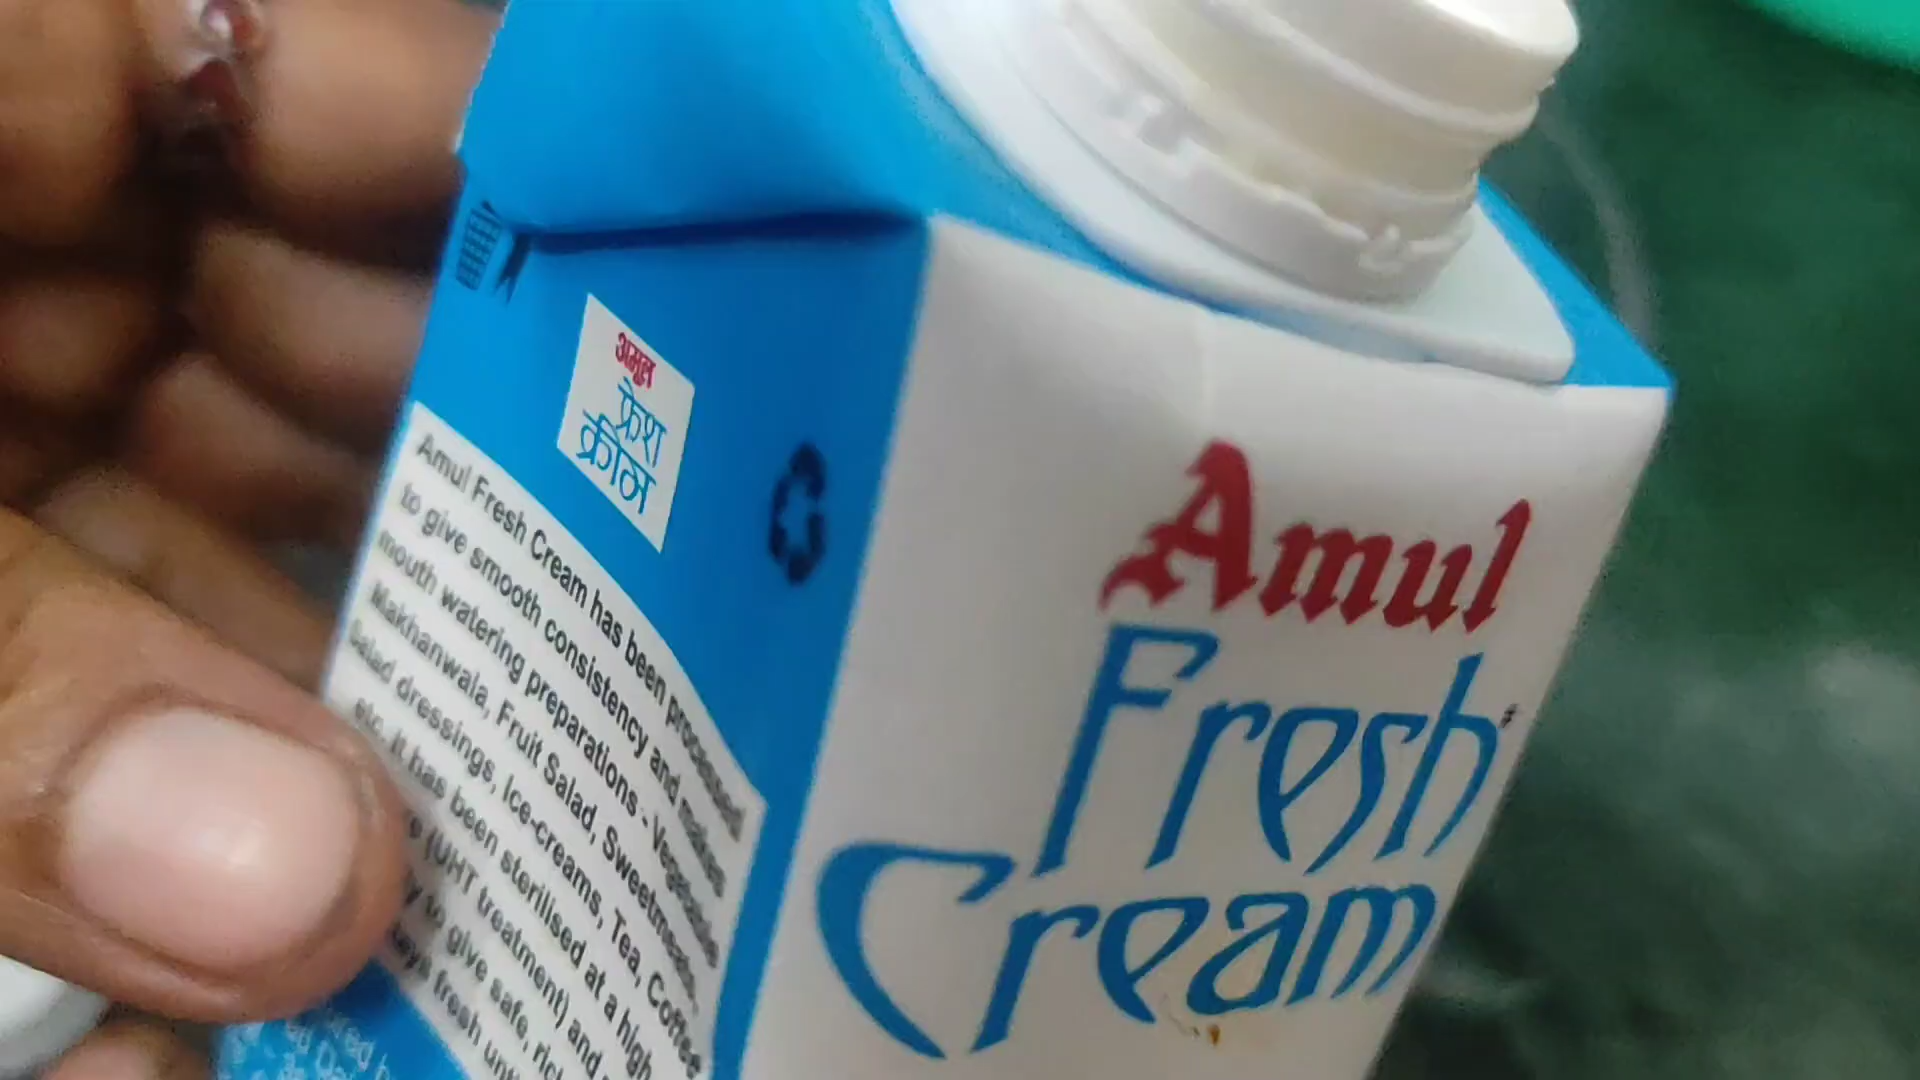 अमूल
फ्रेश
क्रीम
Amul Fresh Cream has been processed
to give smooth consistency and makes
mouth watering preparations - Vegetable
Makhanwala, Fruit Salad, Sweetmeats,
Salad dressings, Ice-creams, Tea, Coffee
etc. It has been sterilised at a high
(UHT treatment) and
to give safe, rich
fresh
Amul
Fresh
Cream